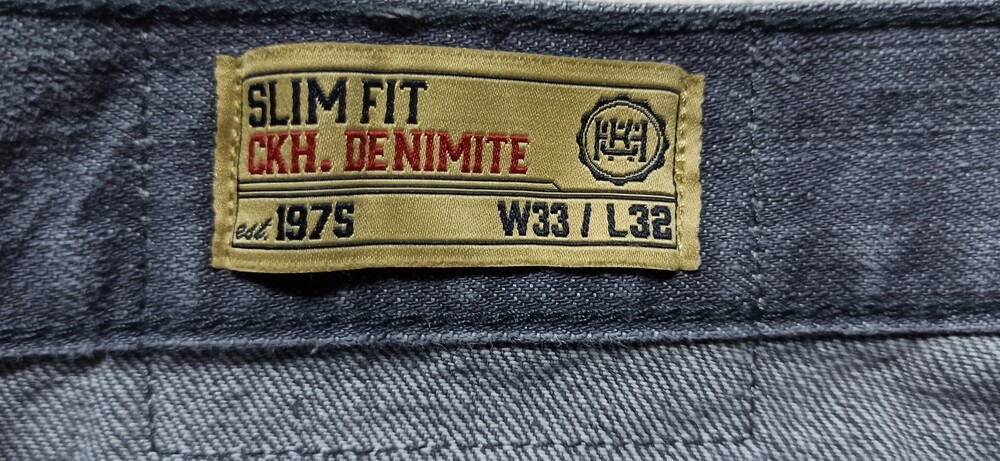 SLIM FIT
CKH. DENIMITE
est. 1975
W33 / L32